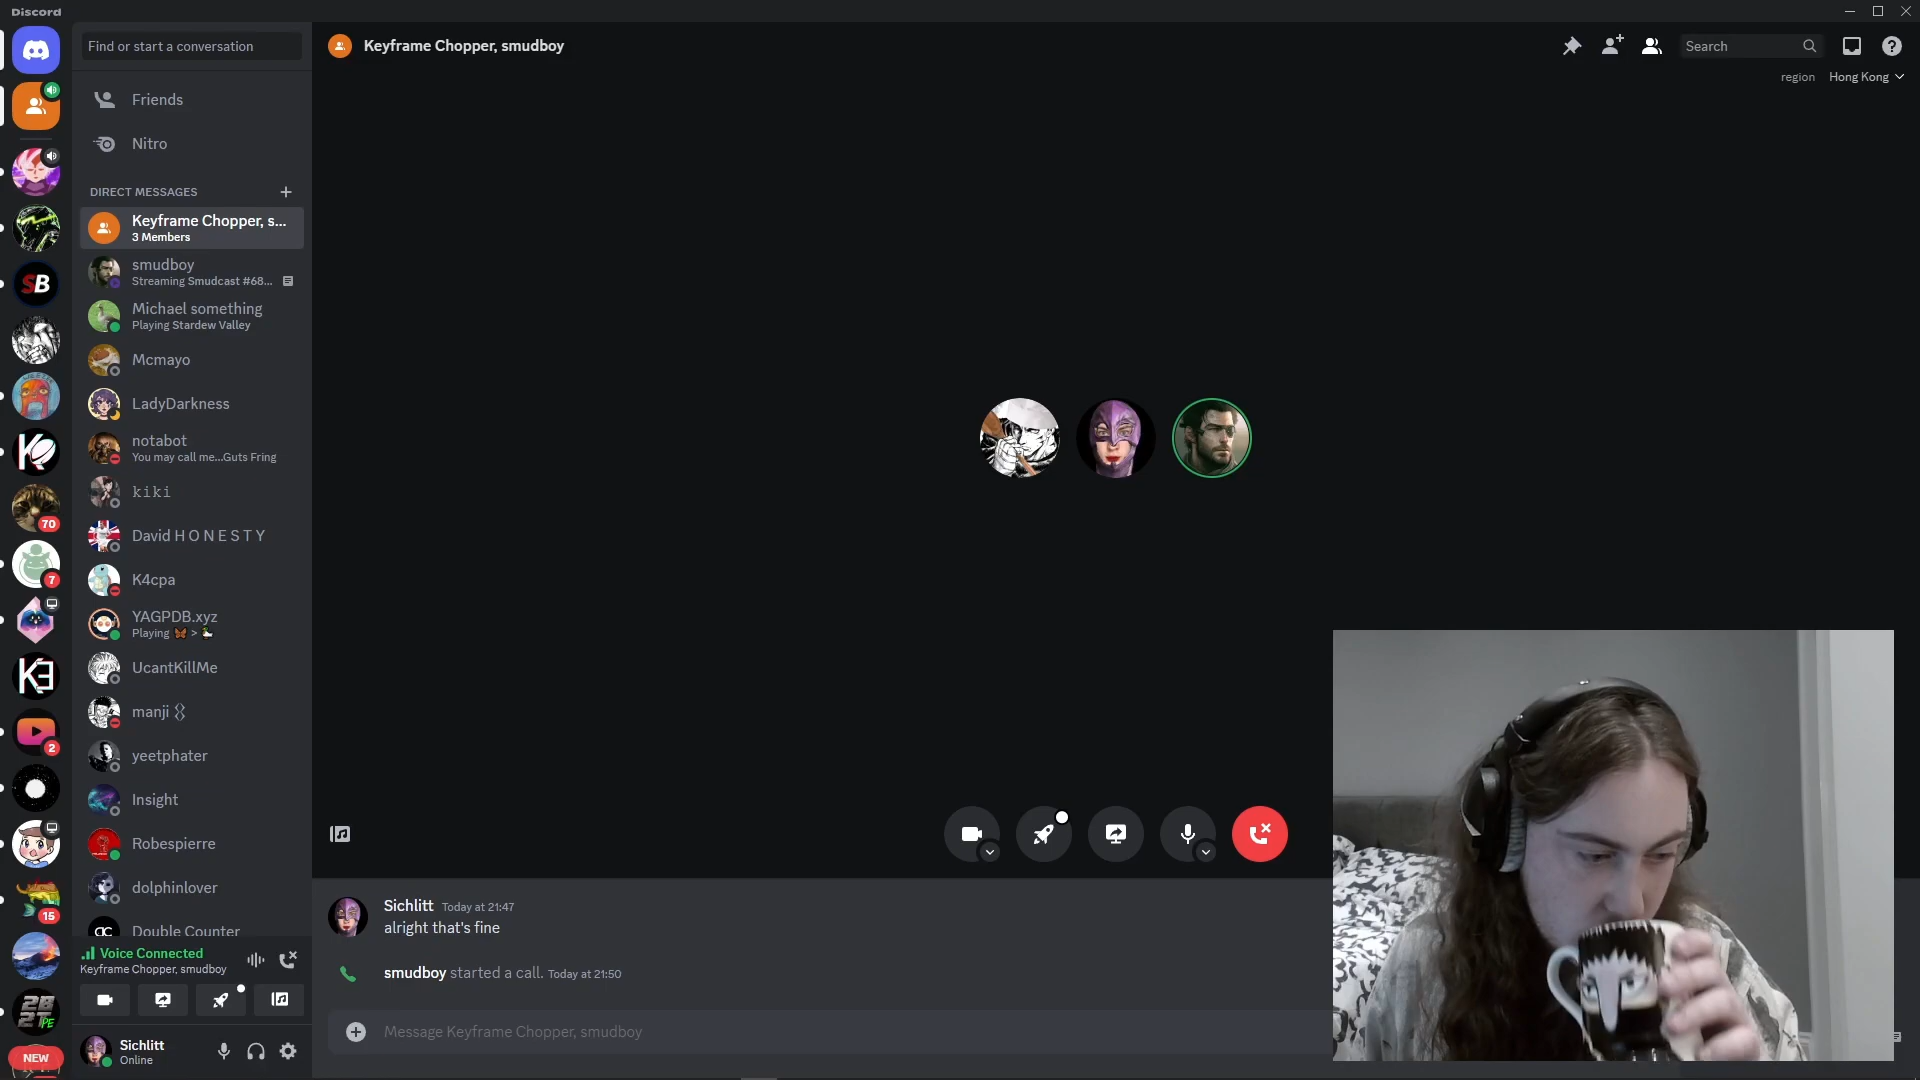 Discord
Find or start a conversation
Friends
Nitro
DIRECT MESSAGES
Keyframe Chopper, s...
3 Members
smudboy
Streaming Smudcast #68...
Michael something
Playing Stardew Valley
Mcmayo
LadyDarkness
notabot
You may call me...Guts Fring
kiki
David H O N E S T Y
K4cpa
YAGPDB.xyz
Playing 🦋 > 🦆
UcantKillMe
manji
yeetphater
Insight
Robespierre
dolphinlover
Double Counter
Voice Connected
Keyframe Chopper, smudboy
Sichlitt
Online
SB
70
7
K3
2
15
NEW
Keyframe Chopper, smudboy
Search
region Hong Kong
Sichlitt Today at 21:47
alright that's fine
smudboy started a call. Today at 21:50
Message Keyframe Chopper, smudboy